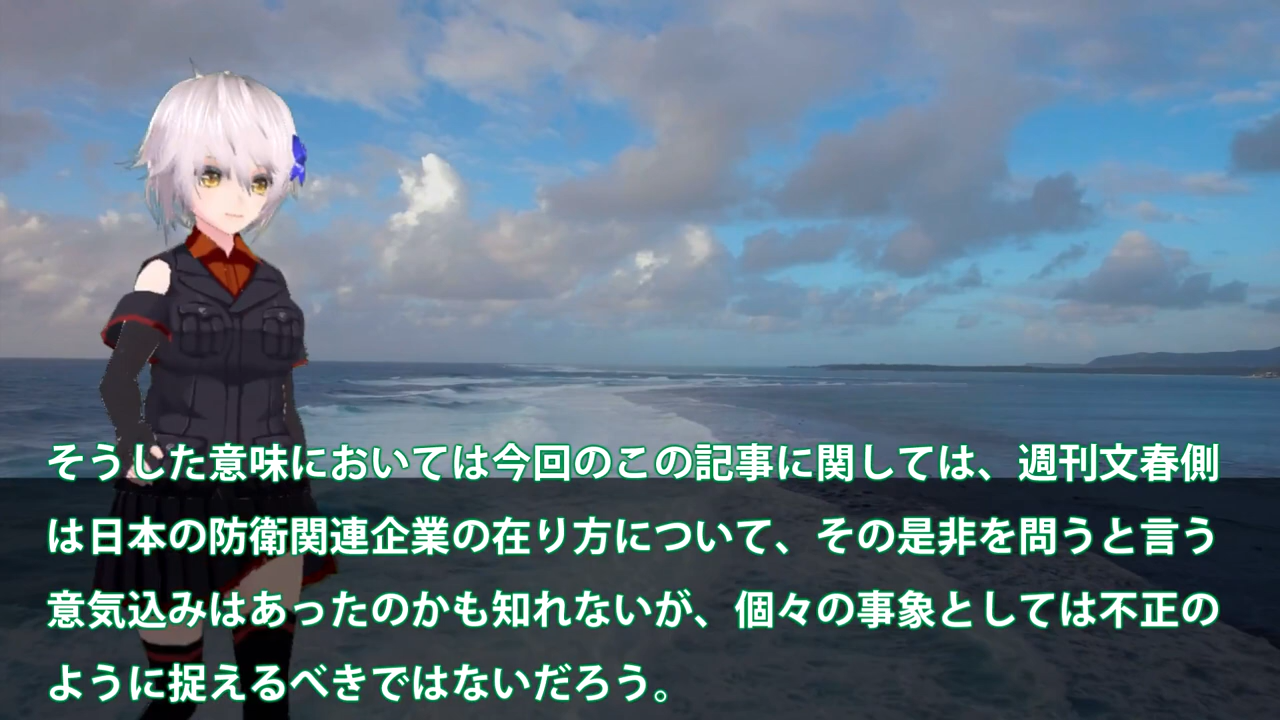 そうした意味においては今回のこの記事に関しては、週刊文春側
は日本の防衛関連企業の在り方について、その是非を問うと言う
意気込みはあったのかも知れないが、個々の事象としては不正の
ように捉えるべきではないだろう。